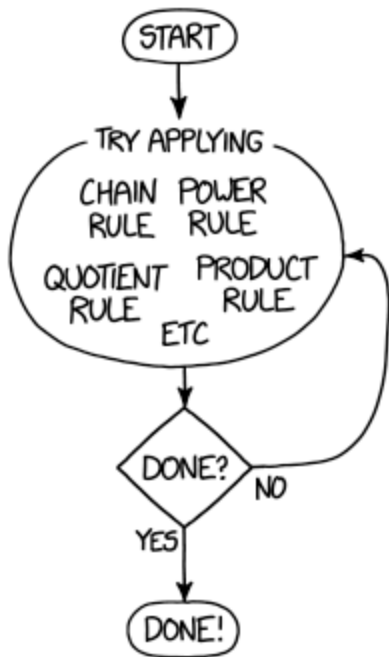 START
TRY APPLYING
CHAIN POWER
RULE RULE
QUOTIENT PRODUCT
RULE RULE
ETC
DONE?
NO
YES
DONE!